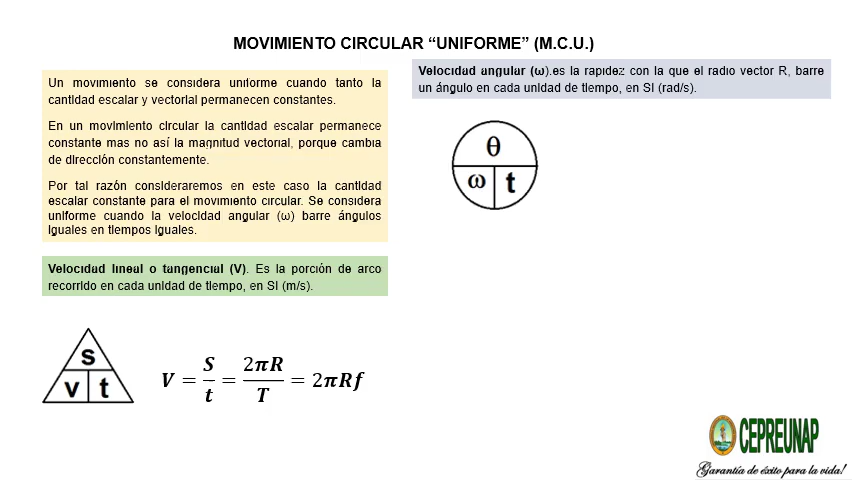 MOVIMIENTO CIRCULAR “UNIFORME” (M.C.U.)
Un movimiento se considera uniforme cuando tanto la
cantidad escalar y vectorial permanecen constantes.
En un movimiento circular la cantidad escalar permanece
constante mas no así la magnitud vectorial, porque cambia
de dirección constantemente.
Por tal razón consideraremos en este caso la cantidad
escalar constante para el movimiento circular. Se considera
uniforme cuando la velocidad angular (ω) barre ángulos
iguales en tiempos iguales.
Velocidad lineal o tangencial (V). Es la porción de arco
recorrido en cada unidad de tiempo, en SI (m/s).
s
v t
V = S/t = 2πR/T = 2πRf
Velocidad angular (ω).es la rapidez con la que el radio vector R, barre
un ángulo en cada unidad de tiempo, en SI (rad/s).
θ
ω t
CEPREUNAP
Garantía de éxito para la vida!